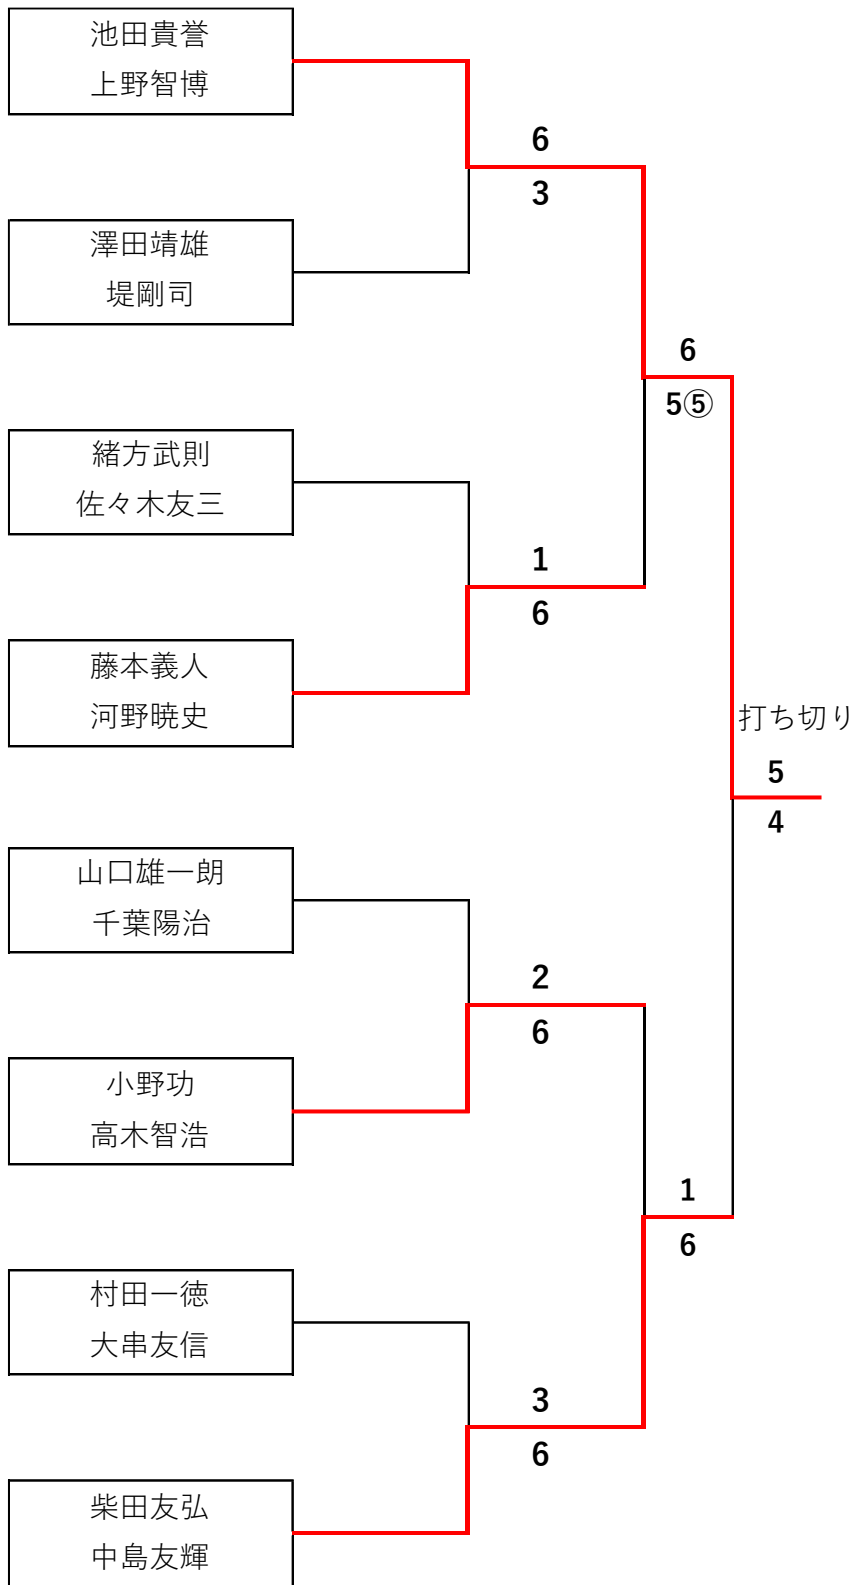 池田貴誉
上野智博
6
3
澤田靖雄
堤剛司
6
5⑤
緒方武則
佐々木友三
1
6
藤本義人
河野暁史
打ち切り
5
4
山口雄一朗
千葉陽治
2
6
小野功
高木智浩
1
6
村田一徳
大串友信
3
6
柴田友弘
中島友輝